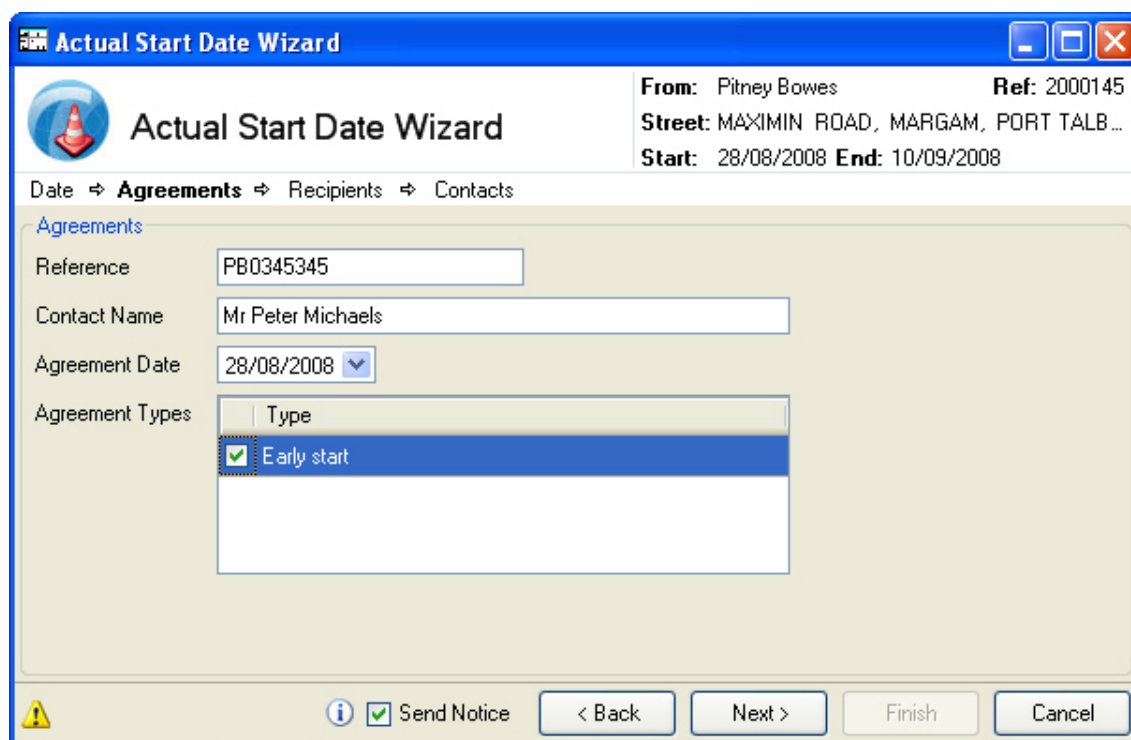 Actual Start Date Wizard
Actual Start Date Wizard
From: Pitney Bowes Ref: 2000145
Street: MAXIMIN ROAD, MARGAM, PORT TALB...
Start: 28/08/2008 End: 10/09/2008
Date ⇨ Agreements ⇨ Recipients ⇨ Contacts
Agreements
Reference PB0345345
Contact Name Mr Peter Michaels
Agreement Date 28/08/2008
Agreement Types Type
Early start
Send Notice < Back Next > Finish Cancel